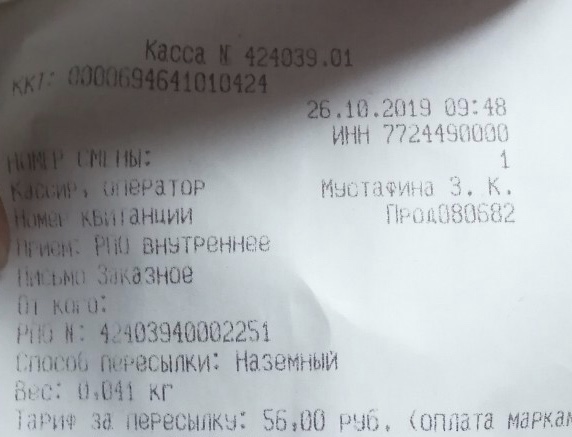 Касса № 424039.01
ККТ: 0000694641010424
26.10.2019 09:48
ИНН 7724490000
НОМЕР СМЕНЫ: 1
Кассир, оператор Мустафина З. К.
Номер квитанции Прод080682
Прием: РПО внутреннее
Письмо Заказное
От кого:
РПО №: 42403940002251
Способ пересылки: Наземный
Вес: 0,041 кг
Тариф за пересылку: 56,00 руб. (оплата маркам